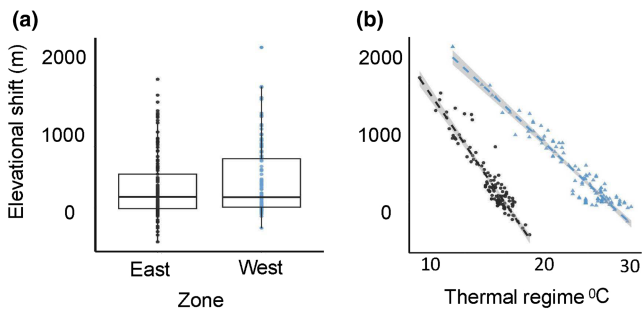 (a)
(b)
Elevational shift (m)
2000
1000
0
East
West
Zone
2000
1000
0
10
20
30
Thermal regime ⁰C